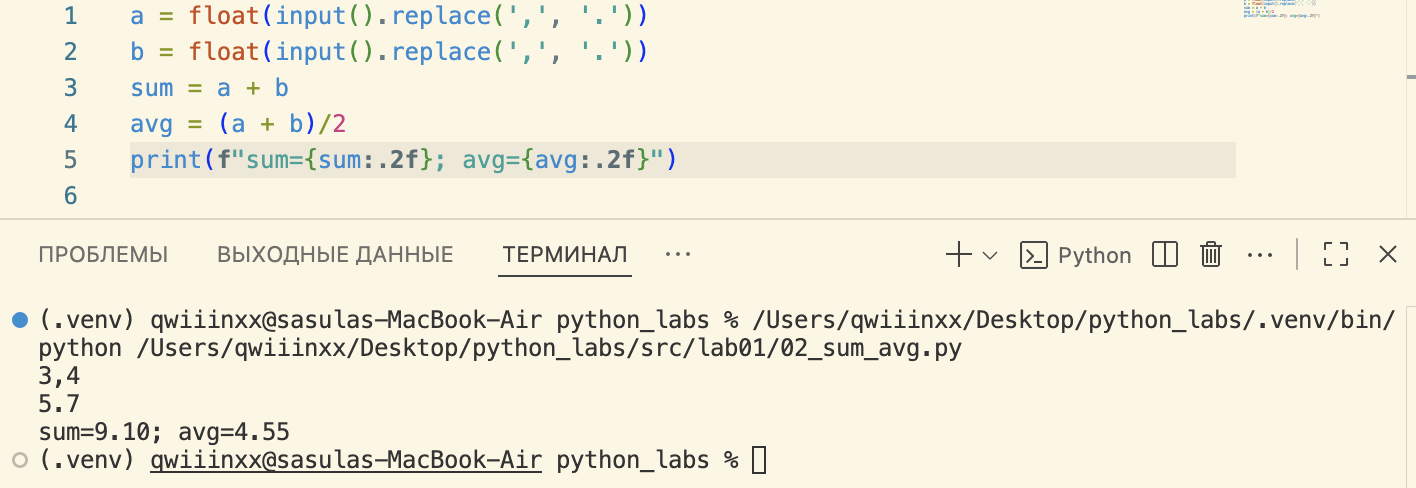 1 a = float(input().replace(',', '.'))
2 b = float(input().replace(',', '.'))
3 sum = a + b
4 avg = (a + b)/2
5 print(f"sum={sum:.2f}; avg={avg:.2f}")
6
ПРОБЛЕМЫ ВЫХОДНЫЕ ДАННЫЕ ТЕРМИНАЛ ··· Python ···
(.venv) qwiiinxx@sasulas-MacBook-Air python_labs % /Users/qwiiinxx/Desktop/python_labs/.venv/bin/
python /Users/qwiiinxx/Desktop/python_labs/src/lab01/02_sum_avg.py
3,4
5.7
sum=9.10; avg=4.55
(.venv) qwiiinxx@sasulas-MacBook-Air python_labs %